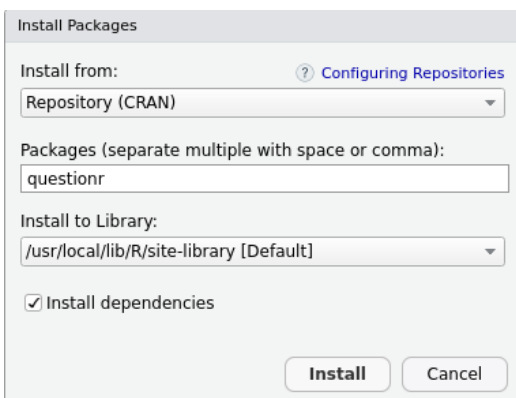 Install Packages
Install from:
? Configuring Repositories
Repository (CRAN)
Packages (separate multiple with space or comma):
questionr
Install to Library:
/usr/local/lib/R/site-library [Default]
Install dependencies
Install
Cancel